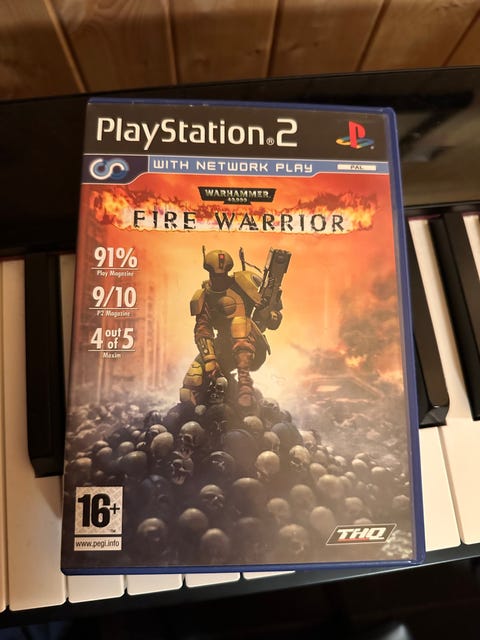 PlayStation®2
WITH NETWORK PLAY
PAL
WARHAMMER
40,000
FIRE WARRIOR
91%
Play Magazine
9/10
P2 Magazine
4 out of 5
Maxim
16+
www.pegi.info
THQ